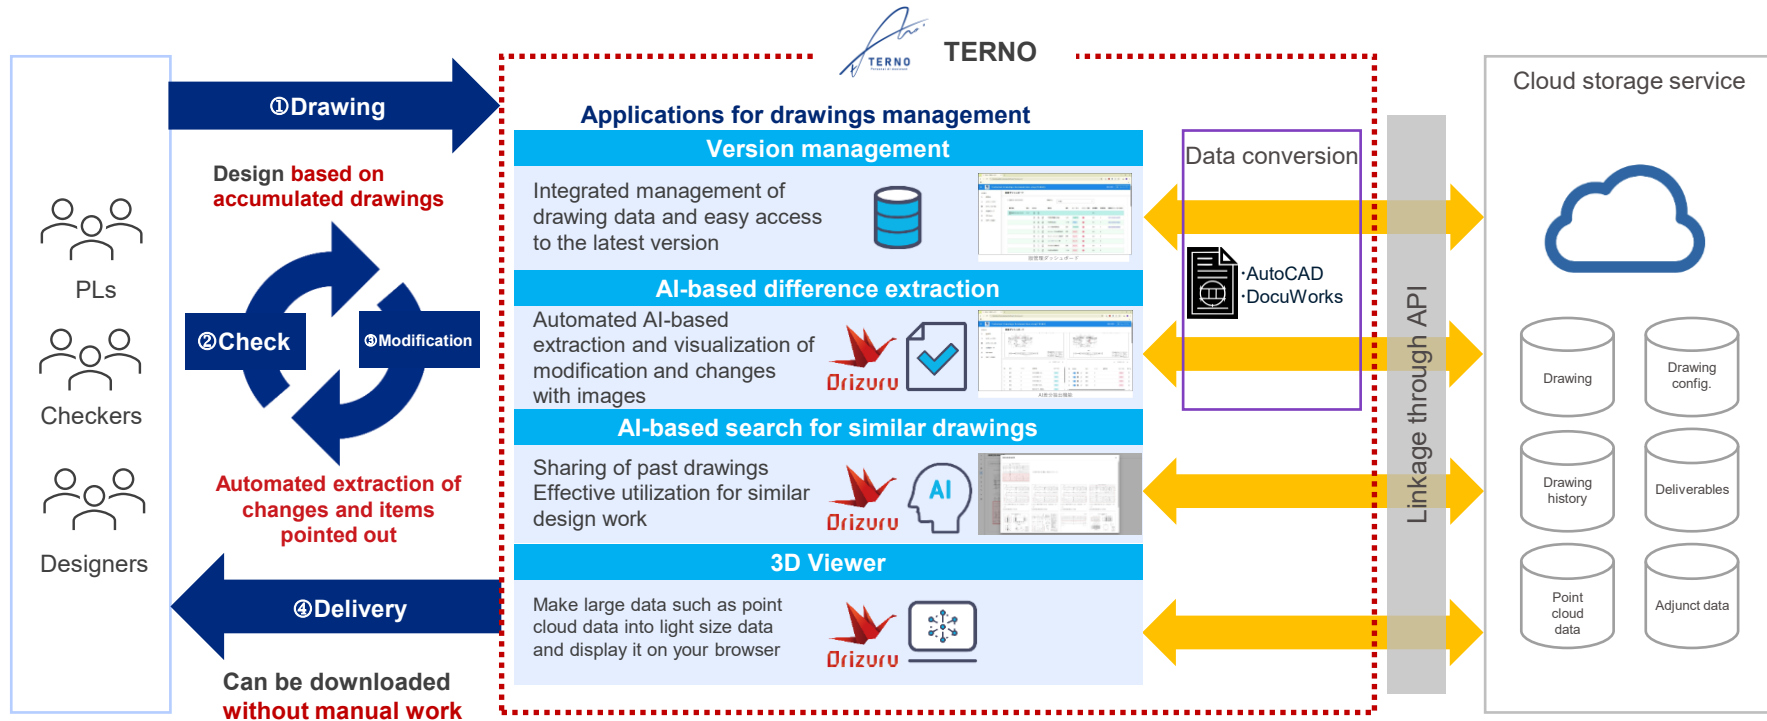 TERNO
TERNO
①Drawing
Design based on
accumulated drawings
PLs
Checkers
Designers
②Check
③Modification
Automated extraction of
changes and items
pointed out
④Delivery
Can be downloaded
without manual work
Applications for drawings management
Version management
Integrated management of
drawing data and easy access
to the latest version
AI-based difference extraction
Automated AI-based
extraction and visualization of
modification and changes
with images
Orizuru
AI-based search for similar drawings
Sharing of past drawings
Effective utilization for similar
design work
Orizuru
AI
3D Viewer
Make large data such as point
cloud data into light size data
and display it on your browser
Orizuru
Data conversion
・AutoCAD
・DocuWorks
Linkage through API
Cloud storage service
Drawing
Drawing
config.
Drawing
history
Deliverables
Point
cloud
data
Adjunct data